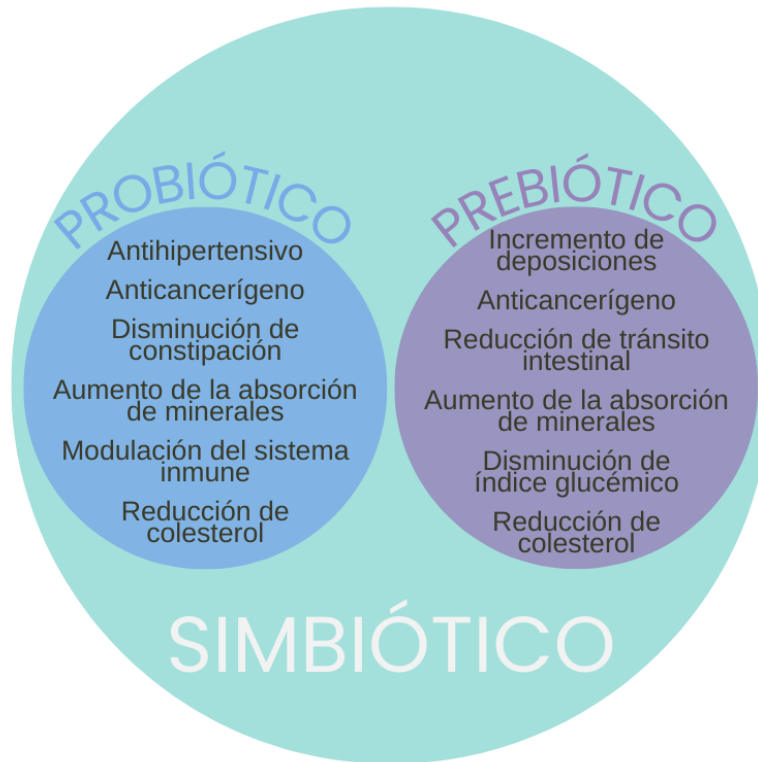 PROBIÓTICO
Antihipertensivo
Anticancerígeno
Disminución de
constipación
Aumento de la absorción
de minerales
Modulación del sistema
inmune
Reducción de
colesterol
PREBIÓTICO
Incremento de
deposiciones
Anticancerígeno
Reducción de tránsito
intestinal
Aumento de la absorción
de minerales
Disminución de
índice glucémico
Reducción de
colesterol
SIMBIÓTICO